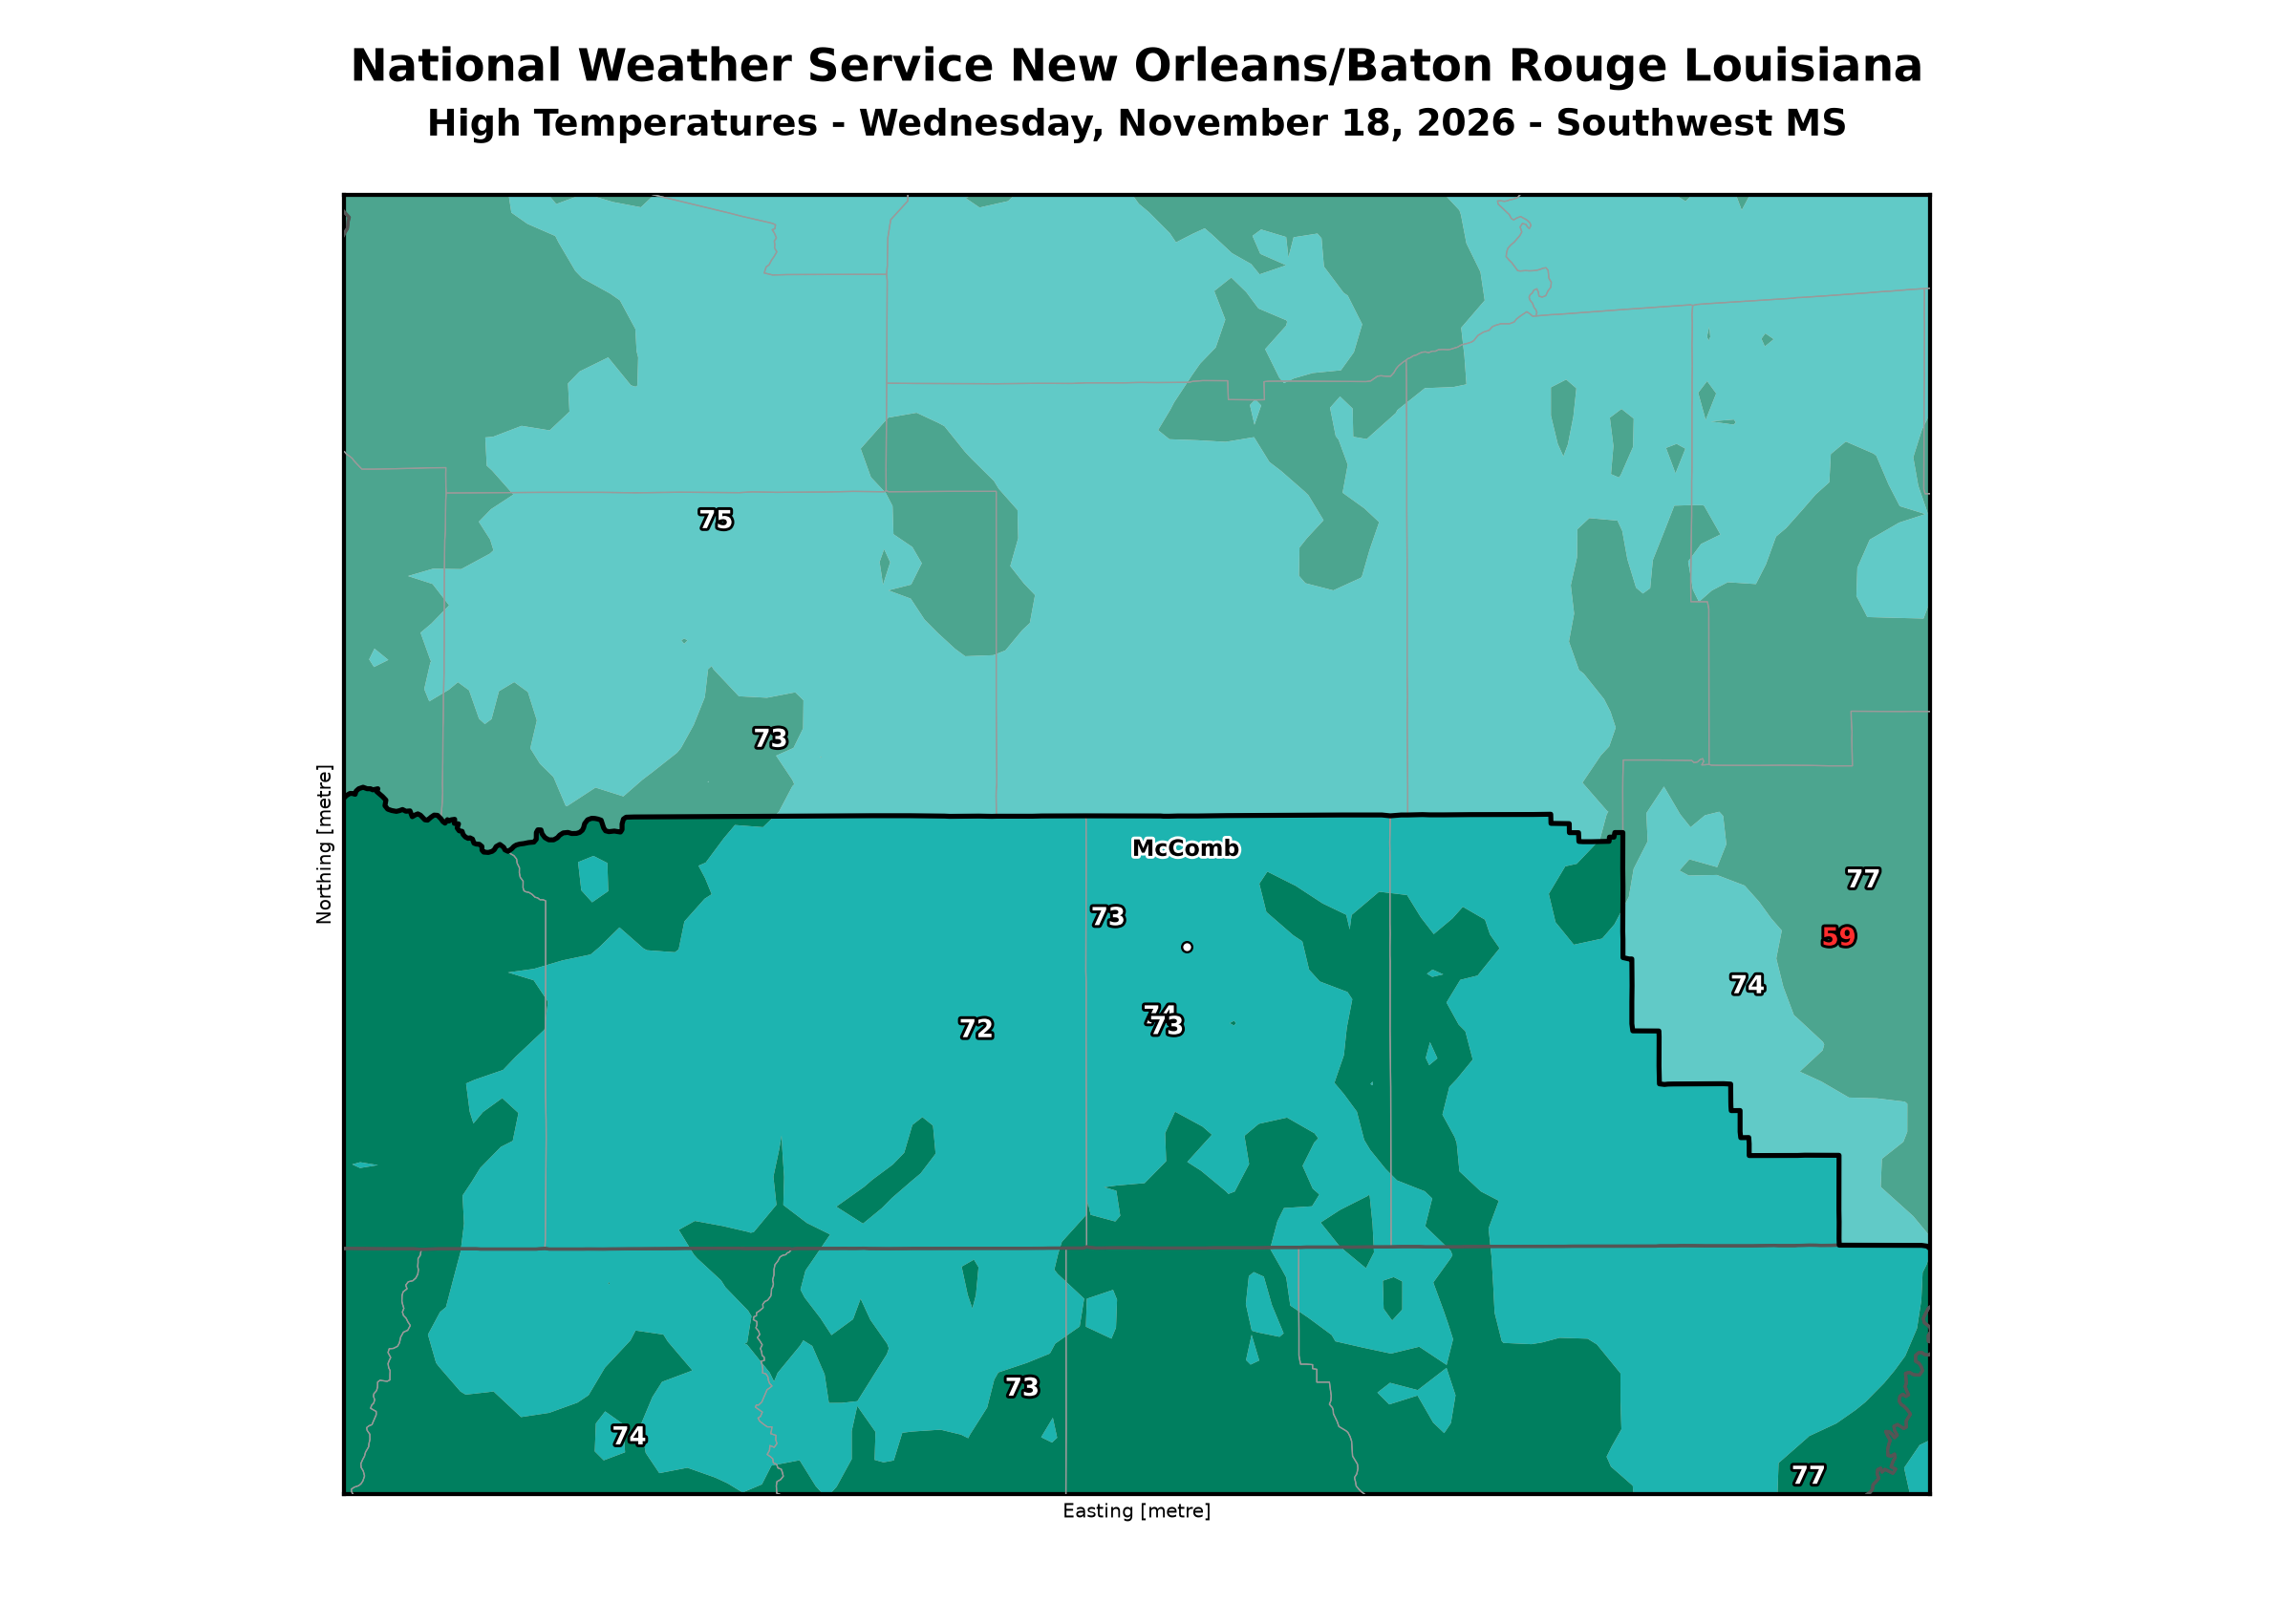 National Weather Service New Orleans/Baton Rouge Louisiana
High Temperatures - Wednesday, November 18, 2026 - Southwest MS
75
73
McComb
77
73
59
74
74
73
72
73
74
77
Northing [metre]
Easting [metre]